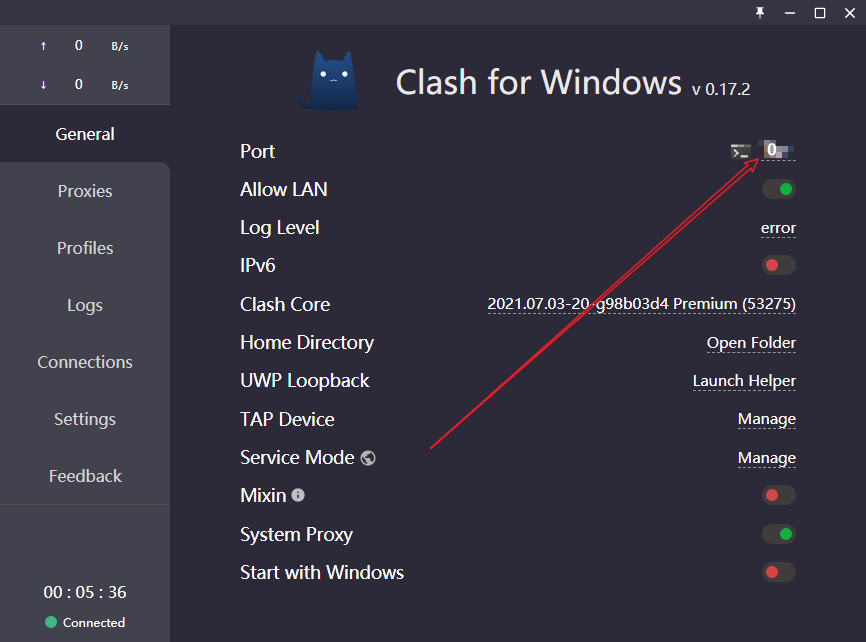 ↑ 0 B/s
↓ 0 B/s
General
Proxies
Profiles
Logs
Connections
Settings
Feedback
00 : 05 : 36
Connected
Clash for Windows v 0.17.2
Port
Allow LAN
Log Level error
IPv6
Clash Core 2021.07.03-20-g98b03d4 Premium (53275)
Home Directory Open Folder
UWP Loopback Launch Helper
TAP Device Manage
Service Mode Manage
Mixin
System Proxy
Start with Windows